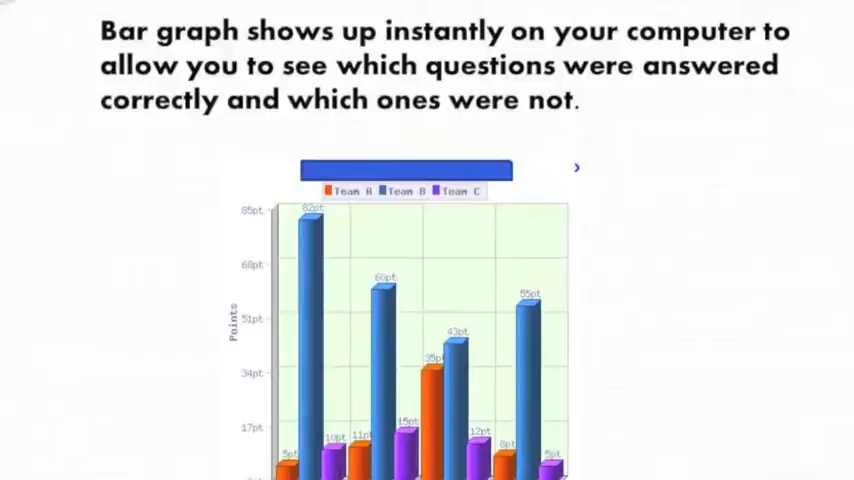 Bar graph shows up instantly on your computer to
allow you to see which questions were answered
correctly and which ones were not.
Team A Team B Team C
85pt
82pt
68pt
60pt
55pt
51pt
Points
43pt
35pt
34pt
17pt
15pt
12pt
10pt
11pt
8pt
5pt
5pt